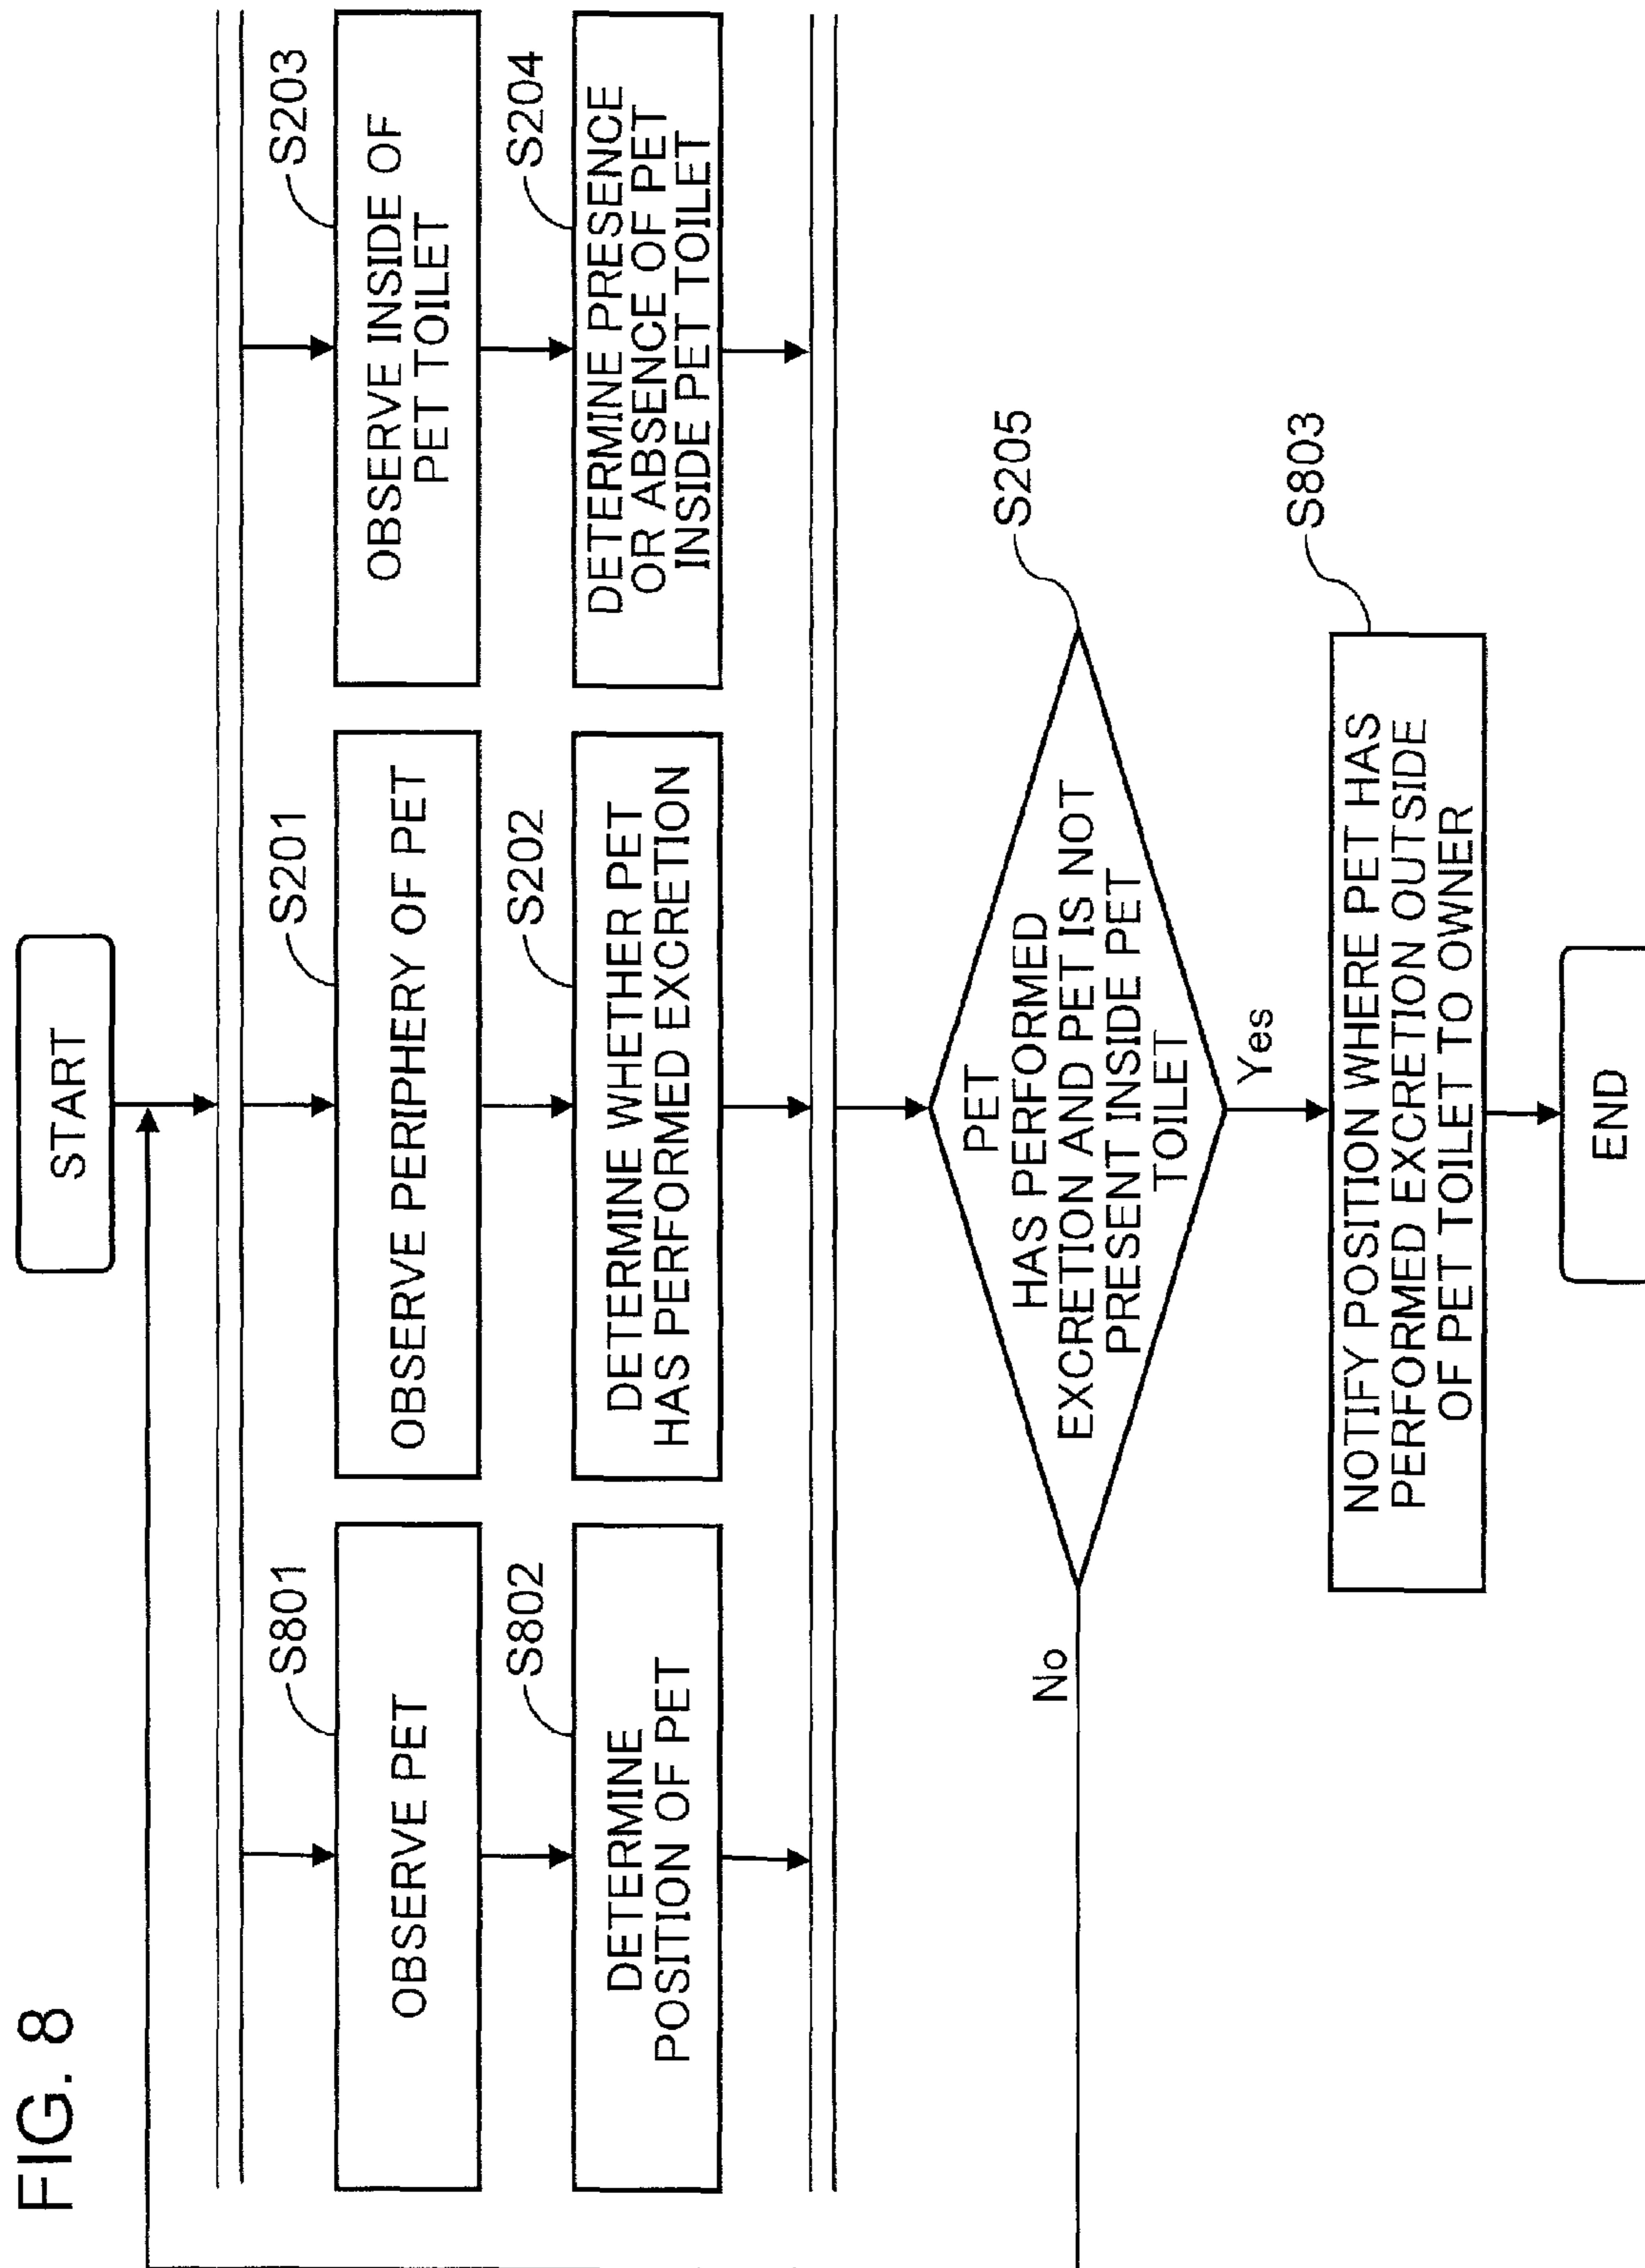 FIG. 8
START
S801
OBSERVE PET
S802
DETERMINE
POSITION OF PET
S201
OBSERVE PERIPHERY OF PET
S202
DETERMINE WHETHER PET
HAS PERFORMED EXCRETION
S203
OBSERVE INSIDE OF
PET TOILET
S204
DETERMINE PRESENCE
OR ABSENCE OF PET
INSIDE PET TOILET
S205
PET
HAS PERFORMED
EXCRETION AND PET IS NOT
PRESENT INSIDE PET
TOILET
No
Yes
S803
NOTIFY POSITION WHERE PET HAS
PERFORMED EXCRETION OUTSIDE
OF PET TOILET TO OWNER
END